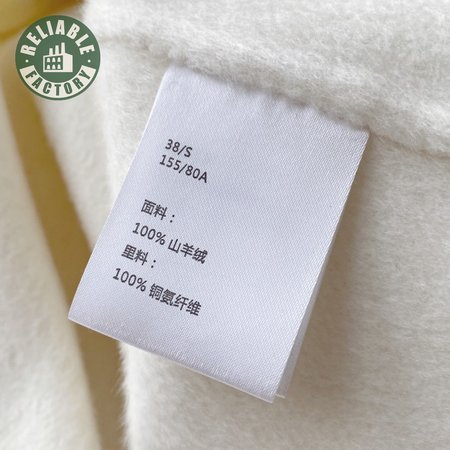 RELIABLE
FACTORY
38/S
155/80A
面料：
100% 山羊绒
里料：
100% 铜氨纤维